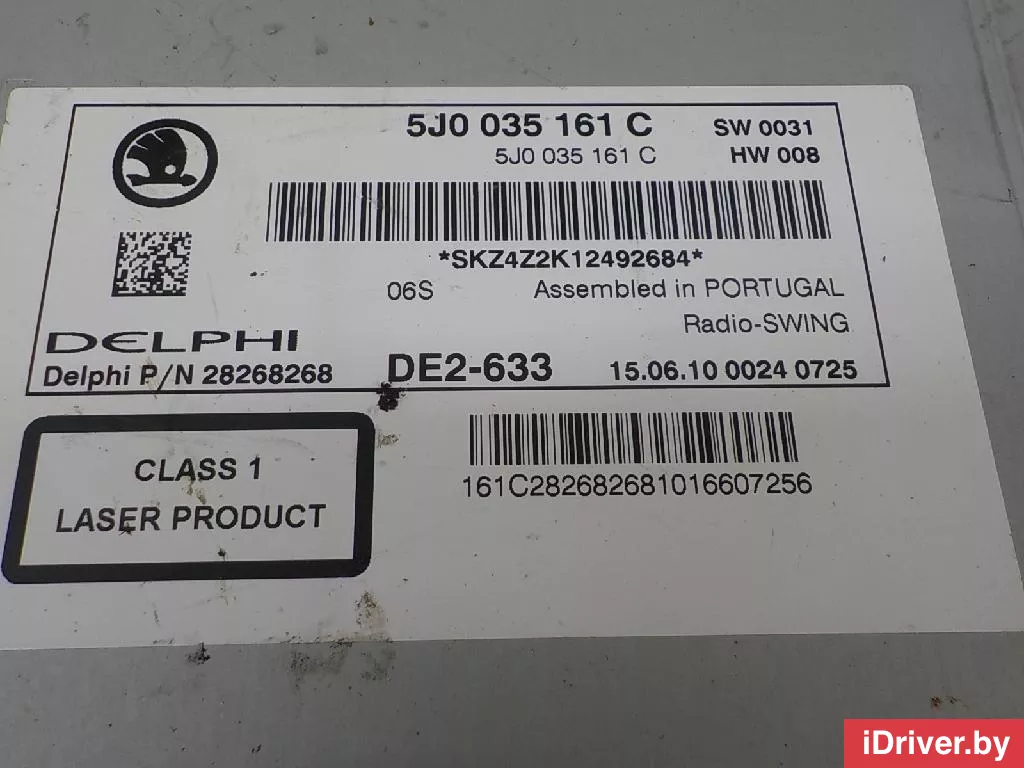 5J0 035 161 C SW 0031
5J0 035 161 C HW 008
*SKZ4Z2K12492684*
06S Assembled in PORTUGAL
Radio-SWING
DELPHI
Delphi P/N 28268268 DE2-633 15.06.10 0024 0725
161C282682681016607256
CLASS 1
LASER PRODUCT
iDriver.by